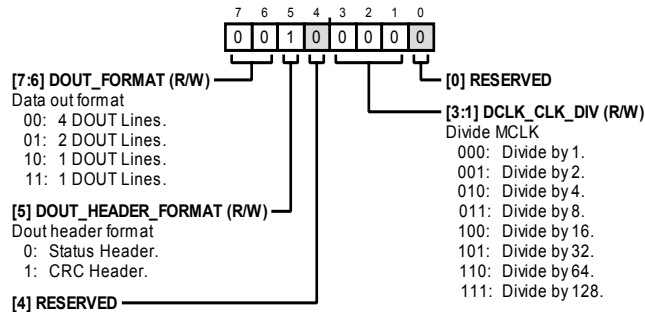 7 6 5 4 3 2 1 0
0 0 1 0 0 0 0 0
[7:6] DOUT_FORMAT (R/W)
Data out format
00: 4 DOUT Lines.
01: 2 DOUT Lines.
10: 1 DOUT Lines.
11: 1 DOUT Lines.
[5] DOUT_HEADER_FORMAT (R/W)
Dout header format
0: Status Header.
1: CRC Header.
[4] RESERVED
[0] RESERVED
[3:1] DCLK_CLK_DIV (R/W)
Divide MCLK
000: Divide by 1.
001: Divide by 2.
010: Divide by 4.
011: Divide by 8.
100: Divide by 16.
101: Divide by 32.
110: Divide by 64.
111: Divide by 128.